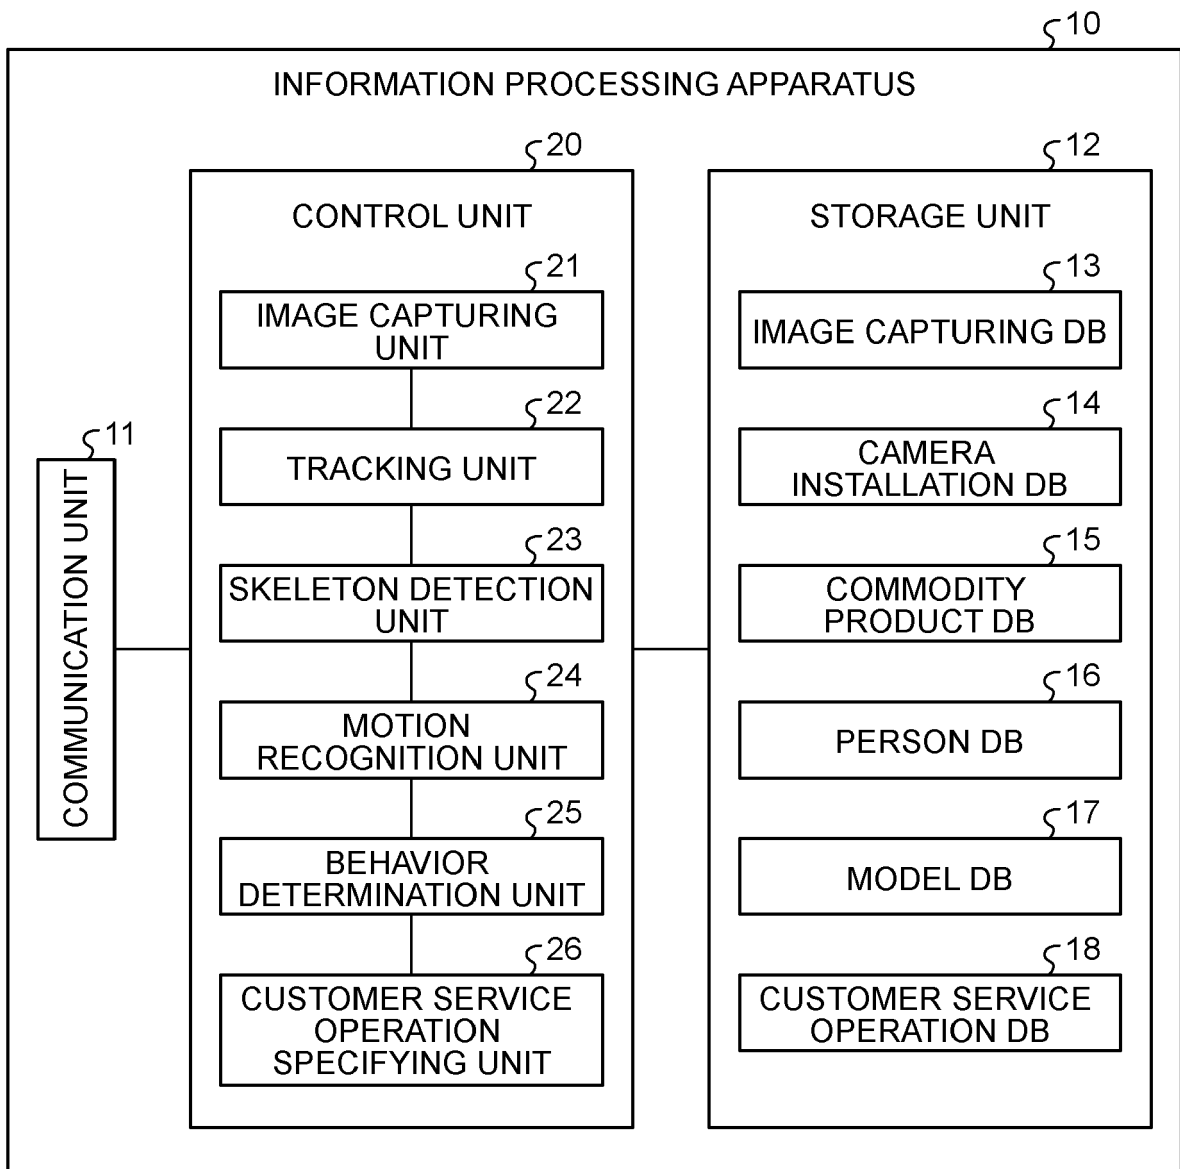 10
INFORMATION PROCESSING APPARATUS
11
COMMUNICATION UNIT
20
CONTROL UNIT
21
IMAGE CAPTURING
UNIT
22
TRACKING UNIT
23
SKELETON DETECTION
UNIT
24
MOTION
RECOGNITION UNIT
25
BEHAVIOR
DETERMINATION UNIT
26
CUSTOMER SERVICE
OPERATION
SPECIFYING UNIT
12
STORAGE UNIT
13
IMAGE CAPTURING DB
14
CAMERA
INSTALLATION DB
15
COMMODITY
PRODUCT DB
16
PERSON DB
17
MODEL DB
18
CUSTOMER SERVICE
OPERATION DB